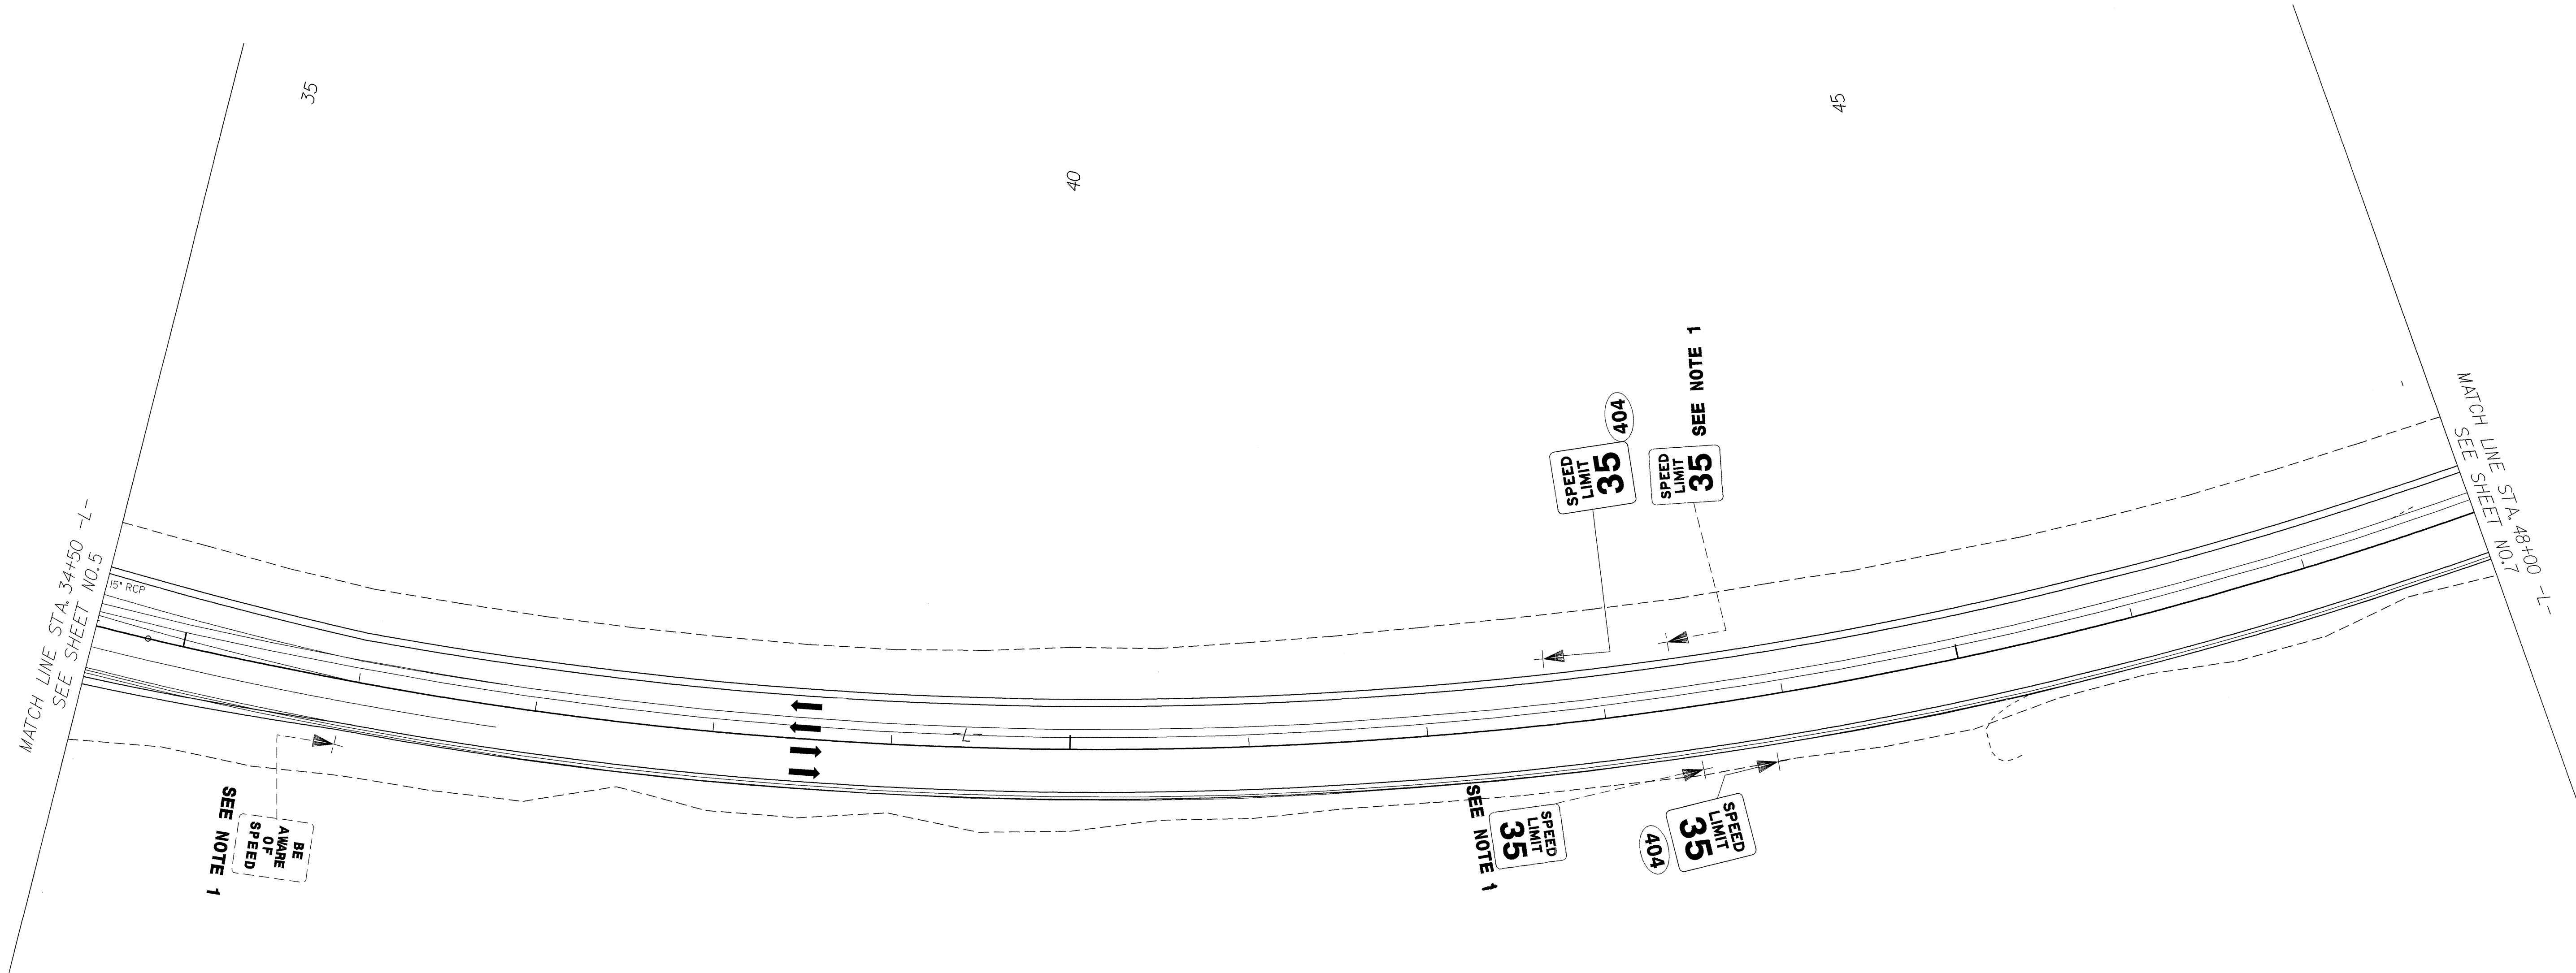 35
40
45
MATCH LINE STA. 34+50 -L-
SEE SHEET NO. 5
15" RCP
SEE NOTE 1
BE
AWARE
OF
SPEED
-L-
404
SPEED
LIMIT
35
SEE NOTE 1
SPEED
LIMIT
35
SEE NOTE 1
SPEED
LIMIT
35
404
SPEED
LIMIT
35
MATCH LINE STA. 48+00 -L-
SEE SHEET NO. 7